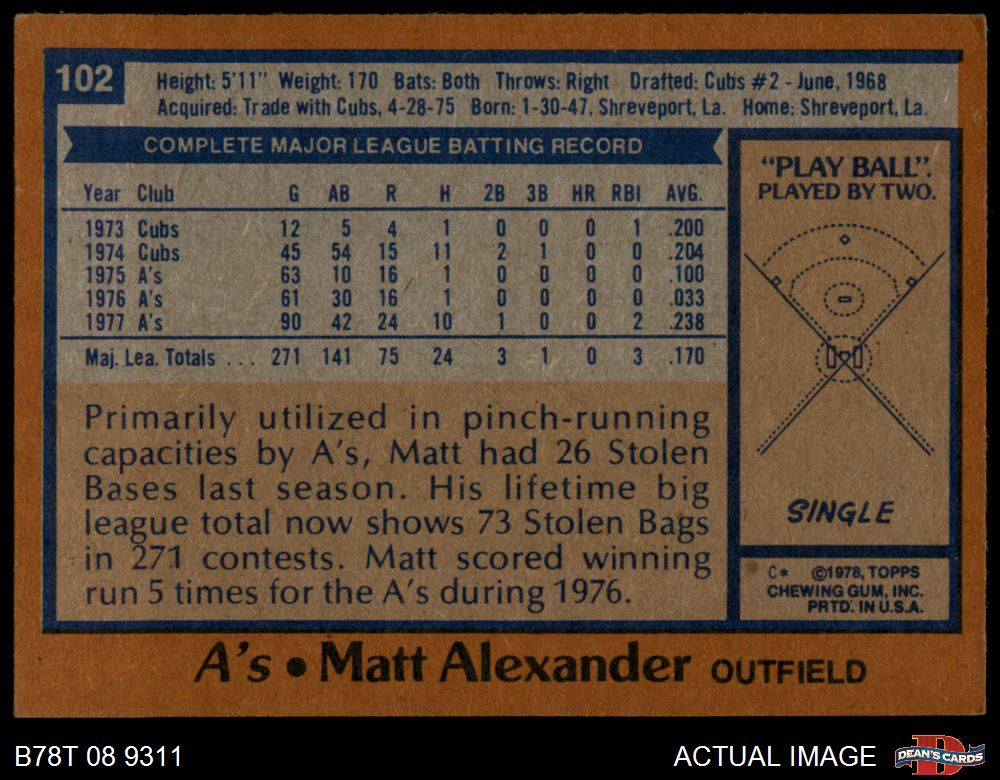 102
Height: 5'11" Weight: 170 Bats: Both Throws: Right Drafted: Cubs #2 - June, 1968
Acquired: Trade with Cubs, 4-28-75 Born: 1-30-47, Shreveport, La. Home: Shreveport, La.
COMPLETE MAJOR LEAGUE BATTING RECORD
Year Club G AB R H 2B 3B HR RBI AVG.
1973 Cubs 12 5 4 1 0 0 0 1 .200
1974 Cubs 45 54 15 11 2 1 0 0 .204
1975 A's 63 10 16 1 0 0 0 0 .100
1976 A's 61 30 16 1 0 0 0 0 .033
1977 A's 90 42 24 10 1 0 0 2 .238
Maj. Lea. Totals .... 271 141 75 24 3 1 0 3 .170
Primarily utilized in pinch-running
capacities by A's, Matt had 26 Stolen
Bases last season. His lifetime big
league total now shows 73 Stolen Bags
in 271 contests. Matt scored winning
run 5 times for the A's during 1976.
"PLAY BALL".
PLAYED BY TWO.
SINGLE
C* ©1978, TOPPS
CHEWING GUM, INC.
PRTD. IN U.S.A.
A's • Matt Alexander OUTFIELD
B78T 08 9311
ACTUAL IMAGE
D
DEAN'S CARDS